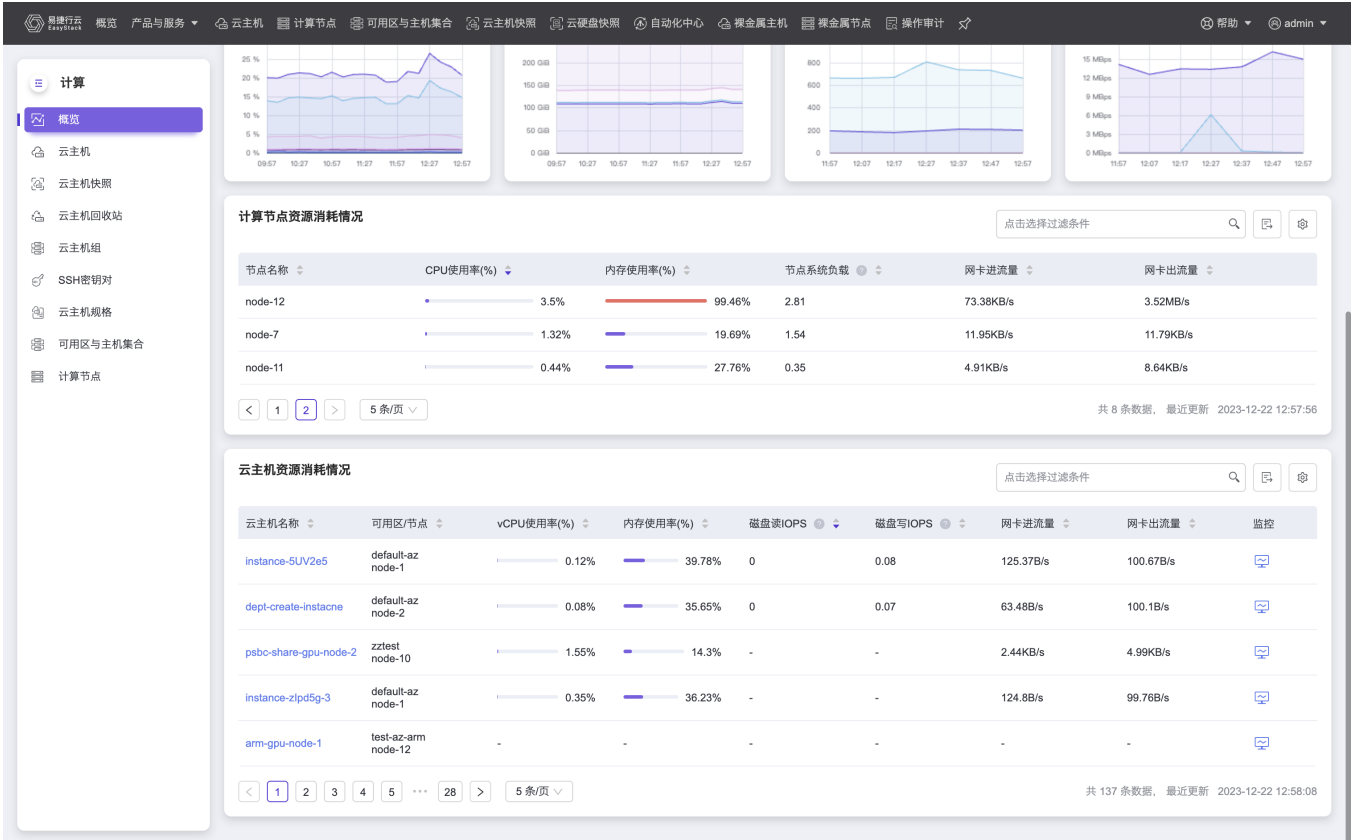 易捷行云 EasyStack 概览 产品与服务 云主机 计算节点 可用区与主机集合 云主机快照 云硬盘快照 自动化中心 裸金属主机 裸金属节点 操作审计 帮助 admin
计算
概览
云主机
云主机快照
云主机回收站
云主机组
SSH密钥对
云主机规格
可用区与主机集合
计算节点
25 %
20 %
15 %
10 %
5 %
0 %
09:57 10:27 10:57 11:27 11:57 12:27 12:57
200 GiB
150 GiB
100 GiB
50 GiB
0 GiB
09:57 10:27 10:57 11:27 11:57 12:27 12:57
800
600
400
200
0
11:57 12:07 12:17 12:27 12:37 12:47 12:57
15 MBps
12 MBps
9 MBps
6 MBps
3 MBps
0 MBps
11:57 12:07 12:17 12:27 12:37 12:47 12:57
计算节点资源消耗情况
点击选择过滤条件
节点名称 CPU使用率(%) 内存使用率(%) 节点系统负载 网卡进流量 网卡出流量
node-12 3.5% 99.46% 2.81 73.38KB/s 3.52MB/s
node-7 1.32% 19.69% 1.54 11.95KB/s 11.79KB/s
node-11 0.44% 27.76% 0.35 4.91KB/s 8.64KB/s
< 1 2 > 5 条/页 共 8 条数据, 最近更新 2023-12-22 12:57:56
云主机资源消耗情况
点击选择过滤条件
云主机名称 可用区/节点 vCPU使用率(%) 内存使用率(%) 磁盘读IOPS 磁盘写IOPS 网卡进流量 网卡出流量 监控
instance-5UV2e5 default-az node-1 0.12% 39.78% 0 0.08 125.37B/s 100.67B/s
dept-create-instacne default-az node-2 0.08% 35.65% 0 0.07 63.48B/s 100.1B/s
psbc-share-gpu-node-2 zztest node-10 1.55% 14.3% - - 2.44KB/s 4.99KB/s
instance-zlpd5g-3 default-az node-1 0.35% 36.23% - - 124.8B/s 99.76B/s
arm-gpu-node-1 test-az-arm node-12 - - - - - -
< 1 2 3 4 5 ••• 28 > 5 条/页 共 137 条数据, 最近更新 2023-12-22 12:58:08